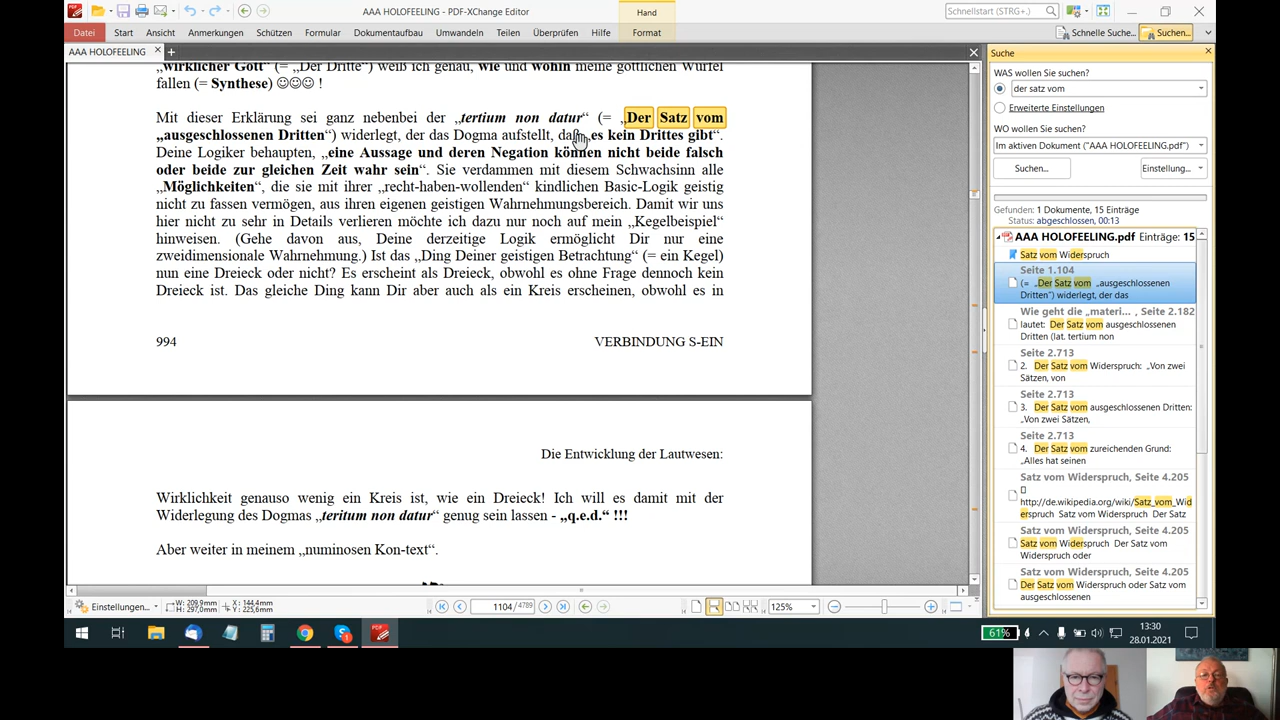 AAA HOLOFEELING - PDF-XChange Editor
Hand
Schnellstart (STRG+.)
Datei Start Ansicht Anmerkungen Schützen Formular Dokumentaufbau Umwandeln Teilen Überprüfen Hilfe Format
Schnelle Suche... Suchen...
AAA HOLOFEELING
„wirklicher Gott“ (= „Der Dritte“) weiß ich genau, wie und wohin meine göttlichen Würfel
fallen (= Synthese) ☺☺☺ !
Mit dieser Erklärung sei ganz nebenbei der „tertium non datur“ (= „Der Satz vom
„ausgeschlossenen Dritten“) widerlegt, der das Dogma aufstellt, daß „es kein Drittes gibt“.
Deine Logiker behaupten, „eine Aussage und deren Negation können nicht beide falsch
oder beide zur gleichen Zeit wahr sein“. Sie verdammen mit diesem Schwachsinn alle
„Möglichkeiten“, die sie mit ihrer „recht-haben-wollenden“ kindlichen Basic-Logik geistig
nicht zu fassen vermögen, aus ihren eigenen geistigen Wahrnehmungsbereich. Damit wir uns
hier nicht zu sehr in Details verlieren möchte ich dazu nur noch auf mein „Kegelbeispiel“
hinweisen. (Gehe davon aus, Deine derzeitige Logik ermöglicht Dir nur eine
zweidimensionale Wahrnehmung.) Ist das „Ding Deiner geistigen Betrachtung“ (= ein Kegel)
nun eine Dreieck oder nicht? Es erscheint als Dreieck, obwohl es ohne Frage dennoch kein
Dreieck ist. Das gleiche Ding kann Dir aber auch als ein Kreis erscheinen, obwohl es in
994 VERBINDUNG S-EIN
Die Entwicklung der Lautwesen:
Wirklichkeit genauso wenig ein Kreis ist, wie ein Dreieck! Ich will es damit mit der
Widerlegung des Dogmas „teritum non datur“ genug sein lassen - „q.e.d.“ !!!
Aber weiter in meinem „numinosen Kon-text“.
Suche
WAS wollen Sie suchen?
der satz vom
Erweiterte Einstellungen
WO wollen Sie suchen?
Im aktiven Dokument ("AAA HOLOFEELING.pdf")
Suchen... Einstellung...
Gefunden: 1 Dokumente, 15 Einträge
Status: abgeschlossen, 00:13
AAA HOLOFEELING.pdf Einträge: 15
Satz vom Widerspruch
Seite 1.104
(= „Der Satz vom „ausgeschlossenen
Dritten“) widerlegt, der das
Wie geht die „materi... , Seite 2.182
lautet: Der Satz vom ausgeschlossenen
Dritten (lat. tertium non
Seite 2.713
2. Der Satz vom Widerspruch: „Von zwei
Sätzen, von
Seite 2.713
3. Der Satz vom ausgeschlossenen Dritten:
„Von zwei Sätzen,
Seite 2.713
4. Der Satz vom zureichenden Grund:
„Alles hat seinen
Satz vom Widerspruch, Seite 4.205
http://de.wikipedia.org/wiki/Satz_vom_Wid
erspruch Satz vom Widerspruch Der Satz
Satz vom Widerspruch, Seite 4.205
Satz vom Widerspruch Der Satz vom
Widerspruch oder
Satz vom Widerspruch, Seite 4.205
Der Satz vom Widerspruch oder Satz vom
ausgeschlossenen
Einstellungen... W: 209,9mm X: 144,4mm 1104 / 4789 125%
H: 297,0mm Y: 225,6mm
61% 13:30
28.01.2021